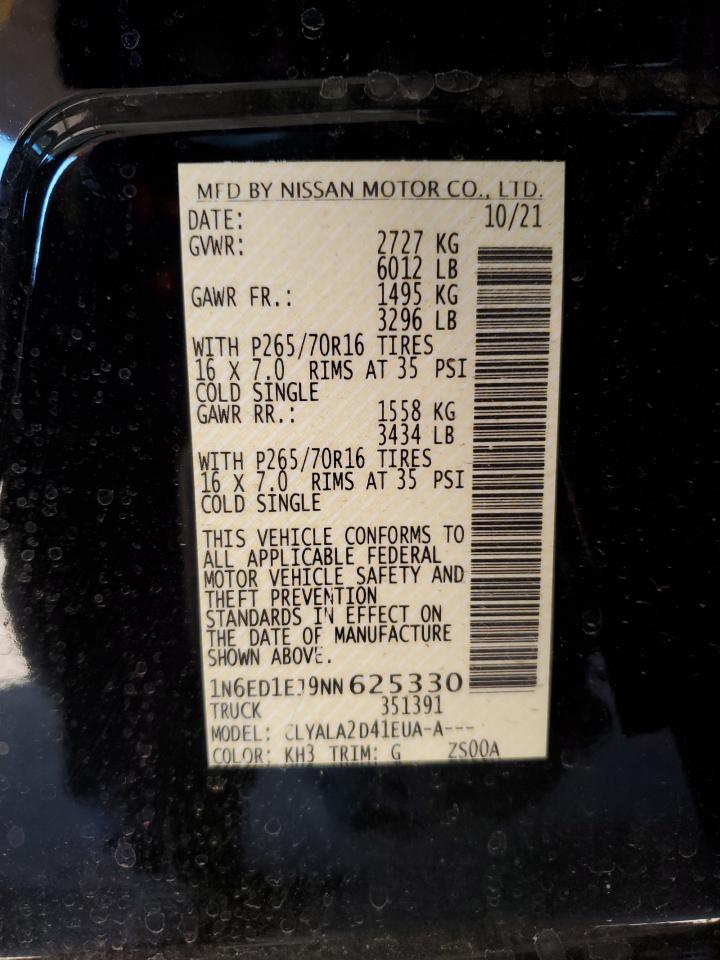 MFD BY NISSAN MOTOR CO., LTD.
DATE: 10/21
GVWR: 2727 KG
6012 LB
GAWR FR.: 1495 KG
3296 LB
WITH P265/70R16 TIRES
16 X 7.0 RIMS AT 35 PSI
COLD SINGLE
GAWR RR.: 1558 KG
3434 LB
WITH P265/70R16 TIRES
16 X 7.0 RIMS AT 35 PSI
COLD SINGLE
THIS VEHICLE CONFORMS TO
ALL APPLICABLE FEDERAL
MOTOR VEHICLE SAFETY AND
THEFT PREVENTION
STANDARDS IN EFFECT ON
THE DATE OF MANUFACTURE
SHOWN ABOVE.
1N6ED1EJ9NN625330
TRUCK 351391
MODEL: CLYALA2D41EUA-A---
COLOR: KH3 TRIM: G ZS00A